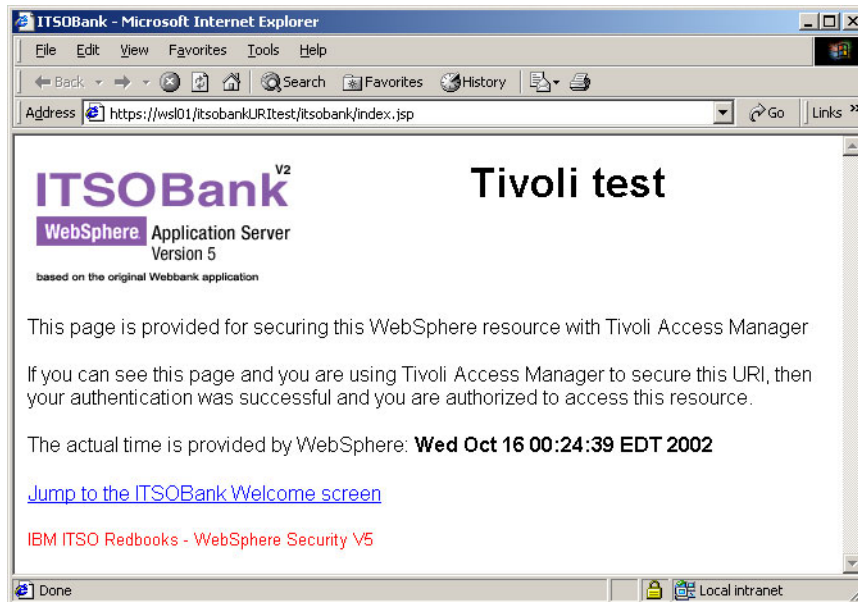 ITSOBank - Microsoft Internet Explorer
File Edit View Favorites Tools Help
Back Search Favorites History
Address https://wsl01/itsobankURItest/itsobank/index.jsp Go Links »
ITSOBank V2
Tivoli test
WebSphere Application Server
Version 5
based on the original Webbank application
This page is provided for securing this WebSphere resource with Tivoli Access Manager
If you can see this page and you are using Tivoli Access Manager to secure this URI, then
your authentication was successful and you are authorized to access this resource.
The actual time is provided by WebSphere: Wed Oct 16 00:24:39 EDT 2002
Jump to the ITSOBank Welcome screen
IBM ITSO Redbooks - WebSphere Security V5
Done Local intranet